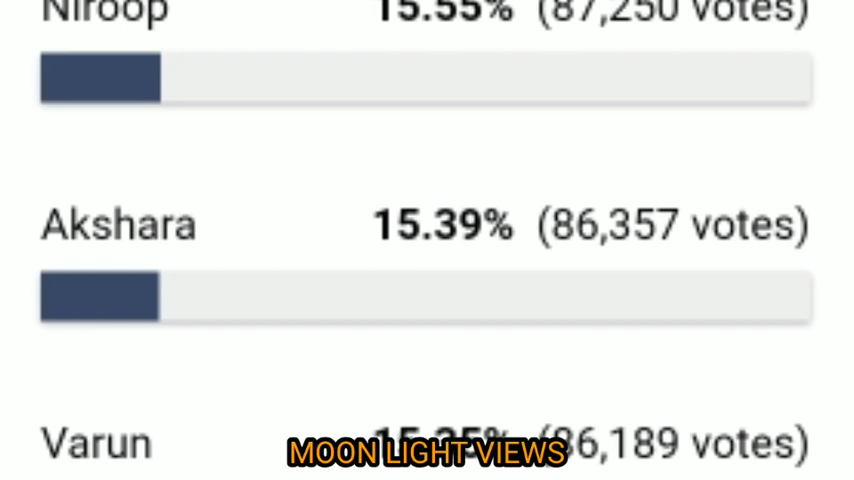 Niroop 15.55% (87,250 votes)
Akshara 15.39% (86,357 votes)
Varun (86,189 votes)
MOON LIGHT VIEWS